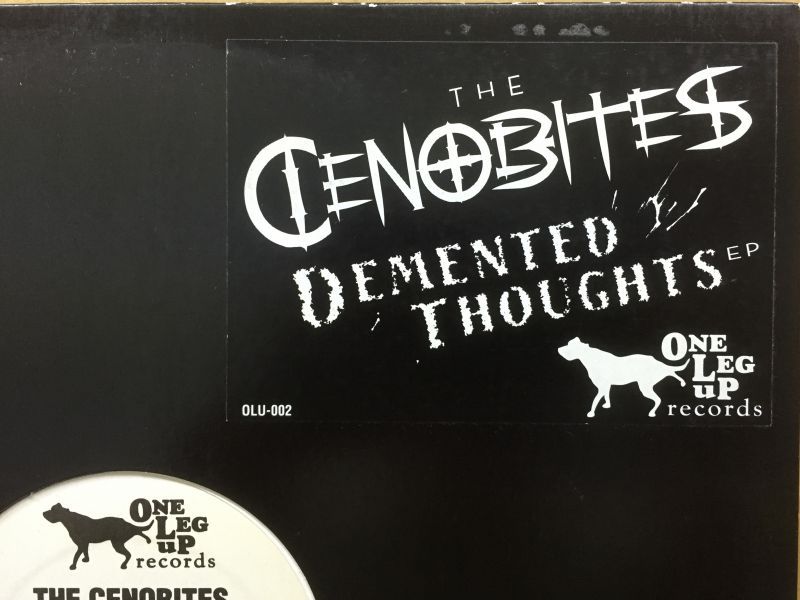 THE
CENOBITES
DEMENTED
THOUGHTS EP
ONE
LEG
UP
records
OLU-002
ONE
LEG
UP
records
THE CENOBITES